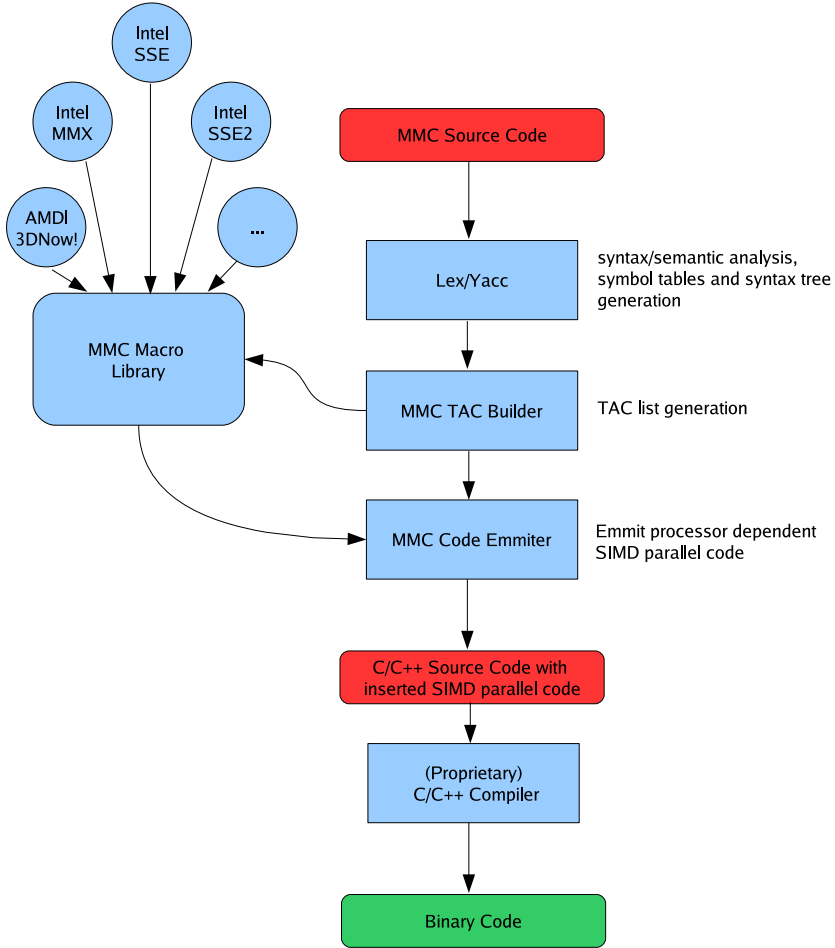 Intel
SSE
Intel
MMX
Intel
SSE2
AMDl
3DNow!
...
MMC Macro
Library
MMC Source Code
Lex/Yacc
syntax/semantic analysis,
symbol tables and syntax tree
generation
MMC TAC Builder
TAC list generation
MMC Code Emmiter
Emmit processor dependent
SIMD parallel code
C/C++ Source Code with
inserted SIMD parallel code
(Proprietary)
C/C++ Compiler
Binary Code